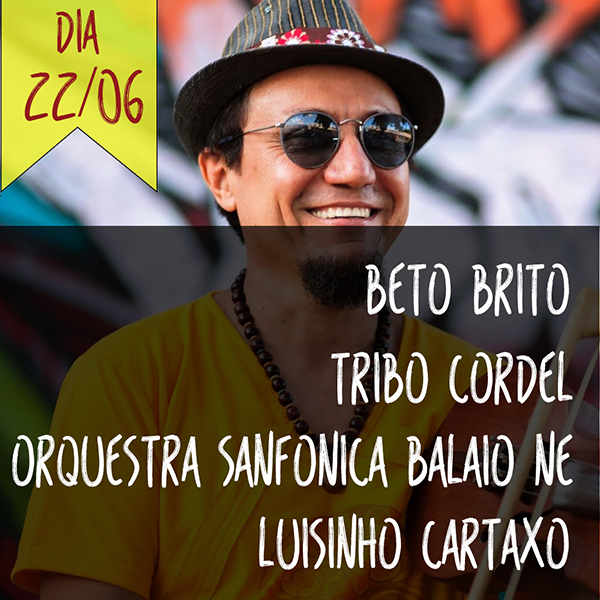 DIA
22/06
BETO BRITO
TRIBO CORDEL
ORQUESTRA SANFONICA BALAIO NE
LUISINHO CARTAXO